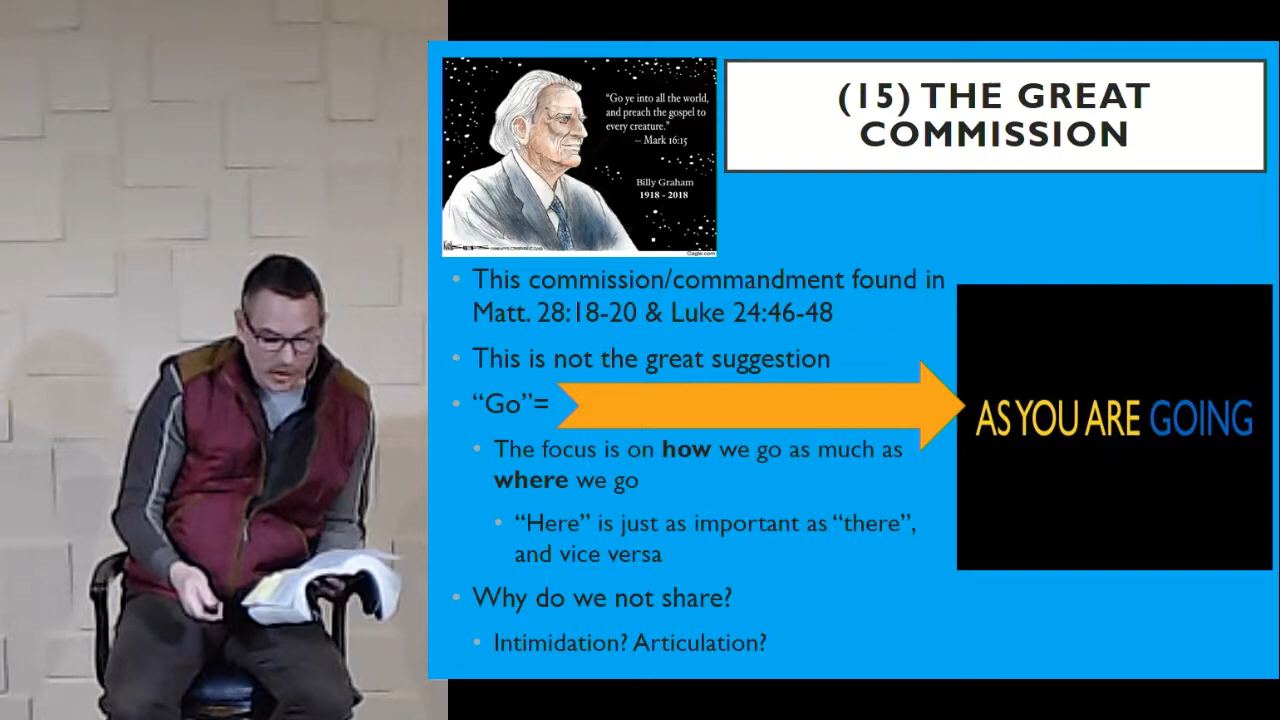 (15) THE GREAT
COMMISSION
“Go ye into all the world,
and preach the gospel to
every creature.”
– Mark 16:15
Billy Graham
1918 - 2018
Cagle.com
• This commission/commandment found in
Matt. 28:18-20 & Luke 24:46-48
• This is not the great suggestion
• “Go”=
AS YOU ARE GOING
• The focus is on how we go as much as
where we go
• “Here” is just as important as “there”,
and vice versa
• Why do we not share?
• Intimidation? Articulation?